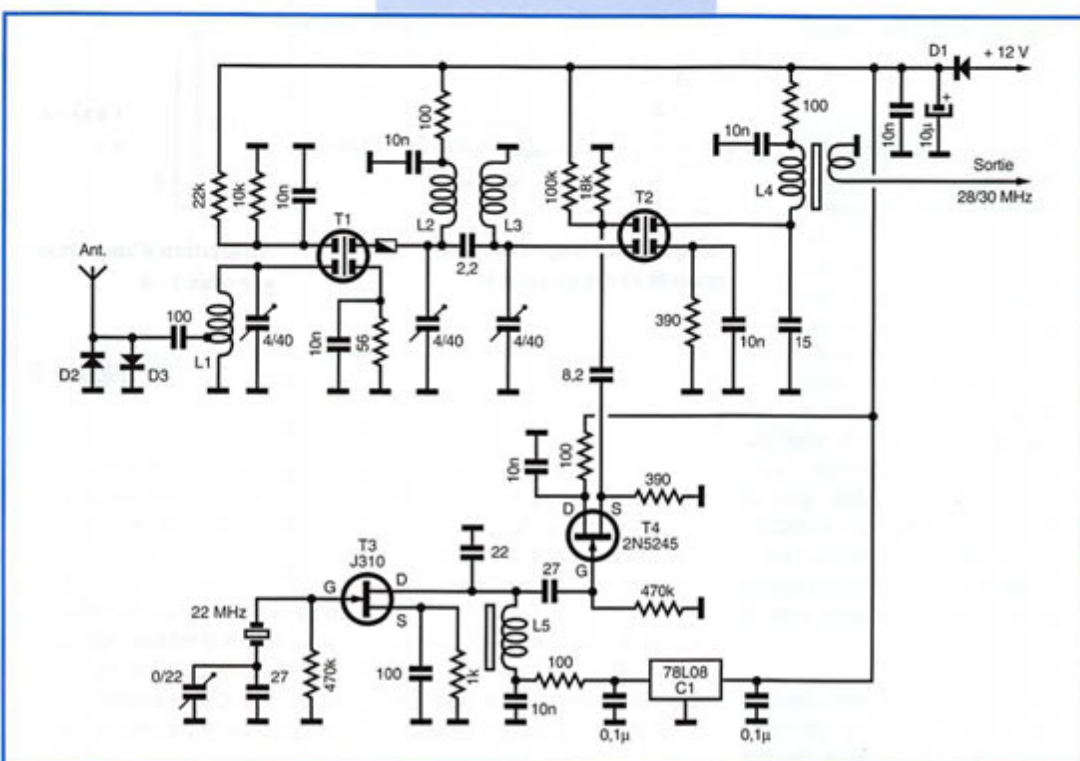 D1
+ 12 V
100
100
10n
10n
10n
10µ
+
Sortie
28/30 MHz
22k
10k
10n
T1
L2
L3
100k
18k
T2
L4
Ant.
2,2
100
L1
4/40
10n
56
4/40
4/40
390
10n
15
D2
D3
8,2
10n
100
390
D
S
T4
2N5245
G
T3
J310
G
D
S
22
27
470k
22 MHz
L5
0/22
27
470k
100
1k
100
78L08
C1
10n
0,1µ
0,1µ